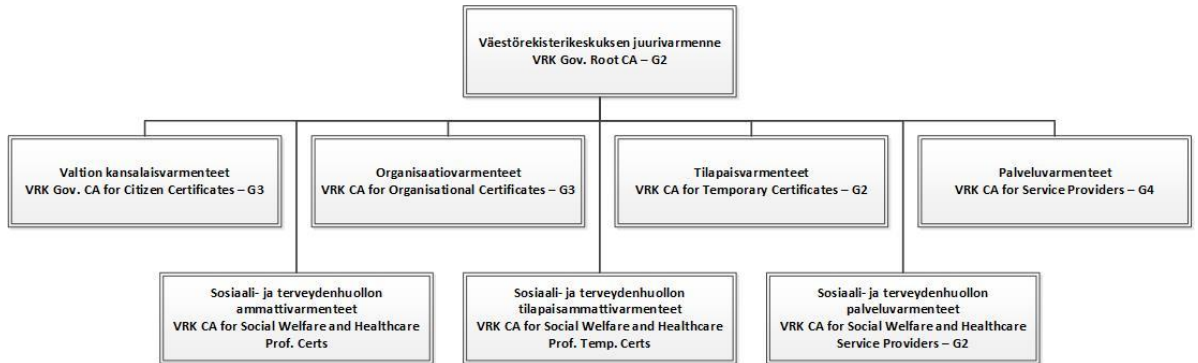 Väestörekisterikeskuksen juurivarmenne
VRK Gov. Root CA – G2
Valtion kansalaisvarmenteet
VRK Gov. CA for Citizen Certificates – G3
Organisaatiovarmenteet
VRK CA for Organisational Certificates – G3
Tilapaisvarmenteet
VRK CA for Temporary Certificates – G2
Palveluvarmenteet
VRK CA for Service Providers – G4
Sosiaali- ja terveydenhuollon
ammattivarmenteet
VRK CA for Social Welfare and Healthcare
Prof. Certs
Sosiaali- ja terveydenhuollon
tilapaisammattivarmenteet
VRK CA for Social Welfare and Healthcare
Prof. Temp. Certs
Sosiaali- ja terveydenhuollon
palveluvarmenteet
VRK CA for Social Welfare and Healthcare
Service Providers – G2